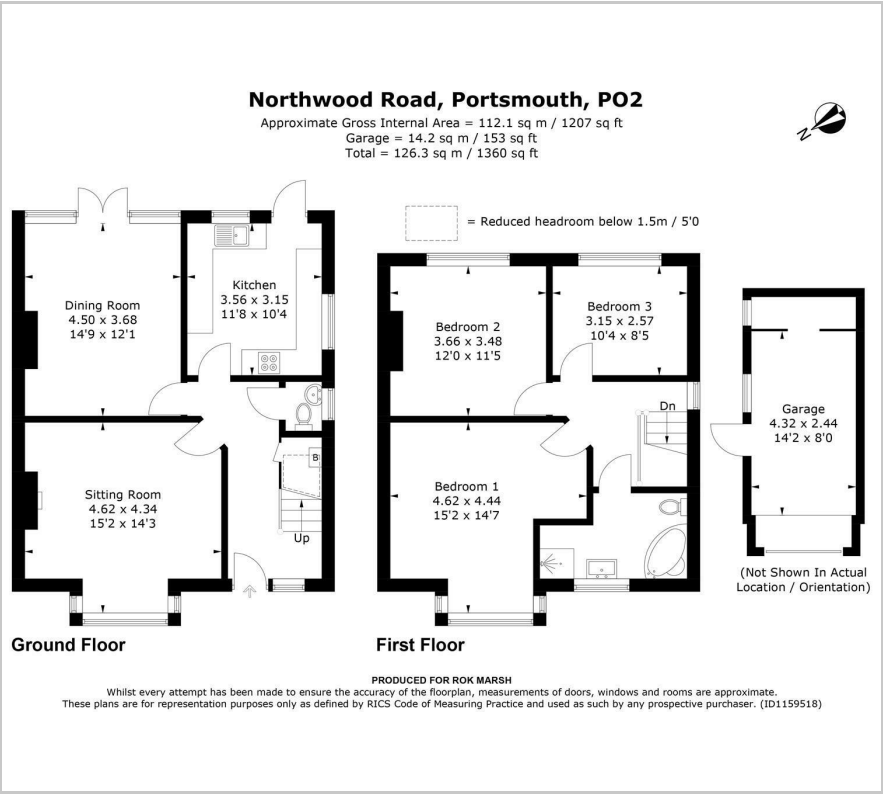 Northwood Road, Portsmouth, PO2
Approximate Gross Internal Area = 112.1 sq m / 1207 sq ft
Garage = 14.2 sq m / 153 sq ft
Total = 126.3 sq m / 1360 sq ft
N
= Reduced headroom below 1.5m / 5'0
Dining Room
4.50 x 3.68
14'9 x 12'1
Kitchen
3.56 x 3.15
11'8 x 10'4
Sitting Room
4.62 x 4.34
15'2 x 14'3
B
Up
Ground Floor
Bedroom 2
3.66 x 3.48
12'0 x 11'5
Bedroom 3
3.15 x 2.57
10'4 x 8'5
Dn
Bedroom 1
4.62 x 4.44
15'2 x 14'7
First Floor
Garage
4.32 x 2.44
14'2 x 8'0
(Not Shown In Actual
Location / Orientation)
PRODUCED FOR ROK MARSH
Whilst every attempt has been made to ensure the accuracy of the floorplan, measurements of doors, windows and rooms are approximate.
These plans are for representation purposes only as defined by RICS Code of Measuring Practice and used as such by any prospective purchaser. (ID1159518)